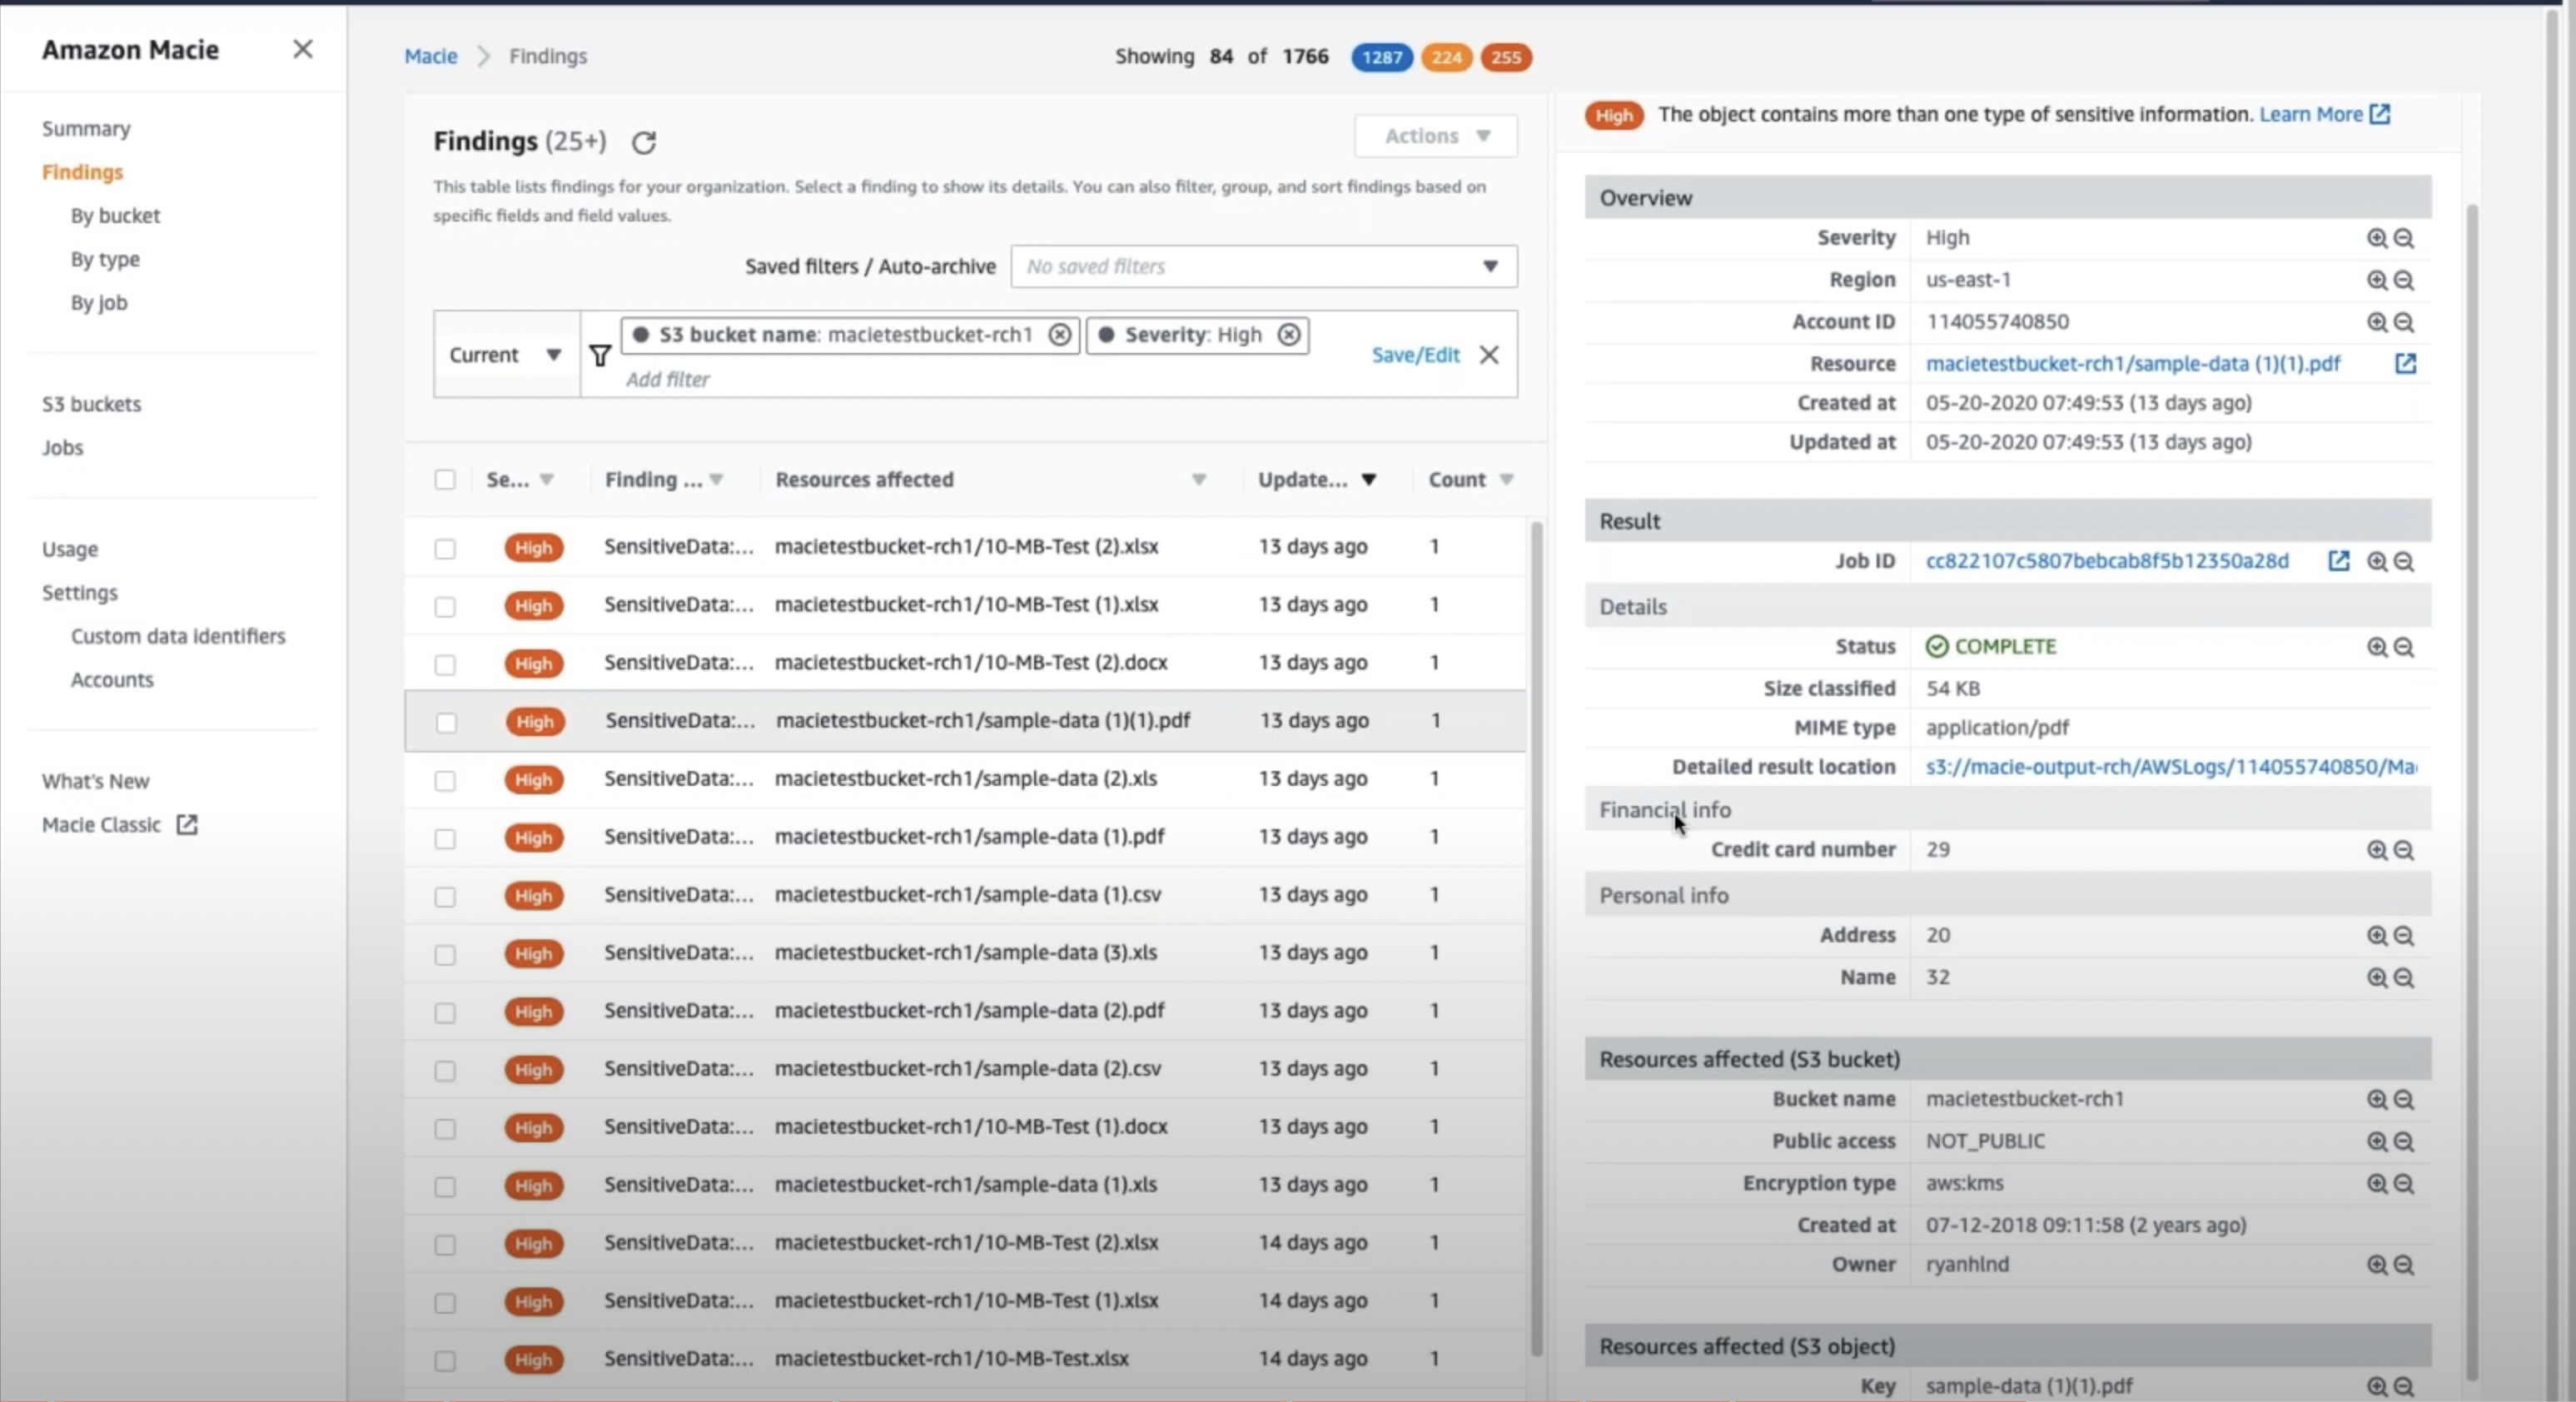 Amazon Macie
Summary
Findings
By bucket
By type
By job
S3 buckets
Jobs
Usage
Settings
Custom data identifiers
Accounts
What's New
Macie Classic
Macie > Findings
Showing 84 of 1766 1287 224 255
Findings (25+)
Actions
This table lists findings for your organization. Select a finding to show its details. You can also filter, group, and sort findings based on
specific fields and field values.
Saved filters / Auto-archive No saved filters
Current S3 bucket name: macietestbucket-rch1 Severity: High Save/Edit
Add filter
Se... Finding ... Resources affected Update... Count
High SensitiveData:... macietestbucket-rch1/10-MB-Test (2).xlsx 13 days ago 1
High SensitiveData:... macietestbucket-rch1/10-MB-Test (1).xlsx 13 days ago 1
High SensitiveData:... macietestbucket-rch1/10-MB-Test (2).docx 13 days ago 1
High SensitiveData:... macietestbucket-rch1/sample-data (1)(1).pdf 13 days ago 1
High SensitiveData:... macietestbucket-rch1/sample-data (2).xls 13 days ago 1
High SensitiveData:... macietestbucket-rch1/sample-data (1).pdf 13 days ago 1
High SensitiveData:... macietestbucket-rch1/sample-data (1).csv 13 days ago 1
High SensitiveData:... macietestbucket-rch1/sample-data (3).xls 13 days ago 1
High SensitiveData:... macietestbucket-rch1/sample-data (2).pdf 13 days ago 1
High SensitiveData:... macietestbucket-rch1/sample-data (2).csv 13 days ago 1
High SensitiveData:... macietestbucket-rch1/10-MB-Test (1).docx 13 days ago 1
High SensitiveData:... macietestbucket-rch1/sample-data (1).xls 13 days ago 1
High SensitiveData:... macietestbucket-rch1/10-MB-Test (2).xlsx 14 days ago 1
High SensitiveData:... macietestbucket-rch1/10-MB-Test (1).xlsx 14 days ago 1
High SensitiveData:... macietestbucket-rch1/10-MB-Test.xlsx 14 days ago 1
High The object contains more than one type of sensitive information. Learn More
Overview
Severity High
Region us-east-1
Account ID 114055740850
Resource macietestbucket-rch1/sample-data (1)(1).pdf
Created at 05-20-2020 07:49:53 (13 days ago)
Updated at 05-20-2020 07:49:53 (13 days ago)
Result
Job ID cc822107c5807bebcab8f5b12350a28d
Details
Status COMPLETE
Size classified 54 KB
MIME type application/pdf
Detailed result location s3://macie-output-rch/AWSLogs/114055740850/Ma
Financial info
Credit card number 29
Personal info
Address 20
Name 32
Resources affected (S3 bucket)
Bucket name macietestbucket-rch1
Public access NOT_PUBLIC
Encryption type aws:kms
Created at 07-12-2018 09:11:58 (2 years ago)
Owner ryanhlnd
Resources affected (S3 object)
Key sample-data (1)(1).pdf